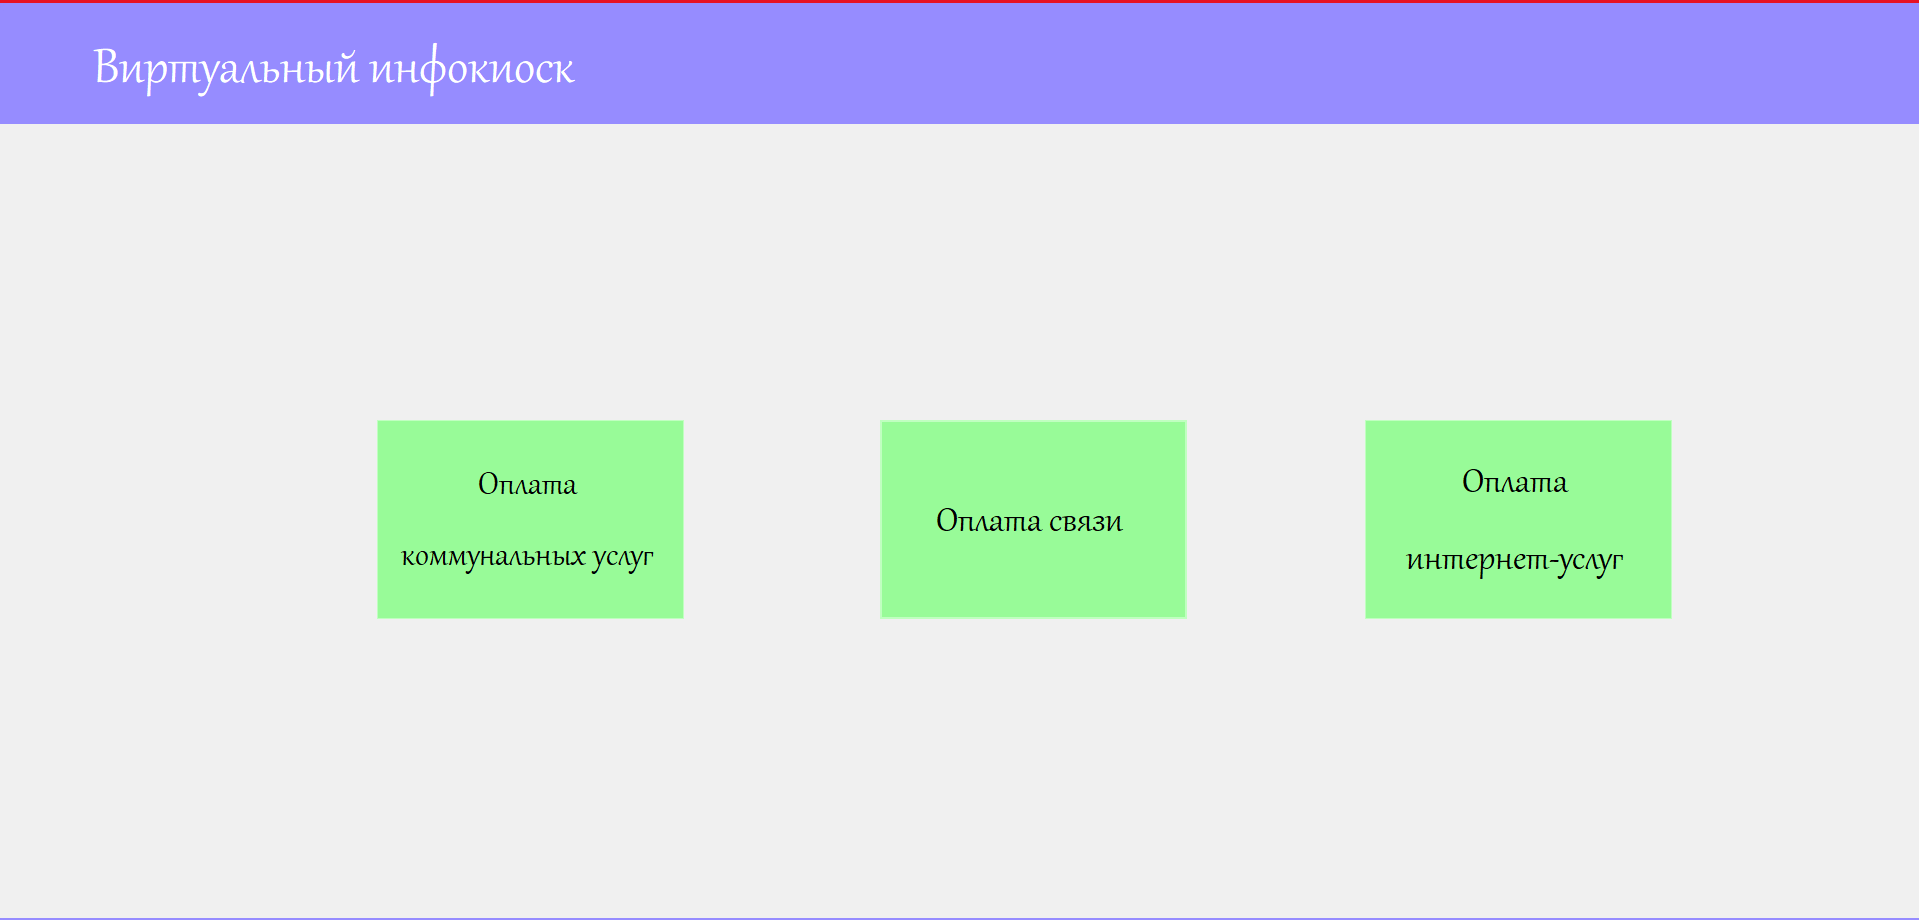 Виртуальный инфокиоск
Оплата
коммунальных услуг
Оплата связи
Оплата
интернет-услуг